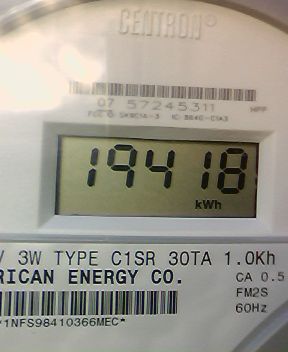 CENTRON®
07 57245311 HPP
19418
kWh
V 3W TYPE C1SR 30TA 1.0Kh
RICAN ENERGY CO. CA 0.5
FM2S
60Hz
*1NFS98410366MEC*